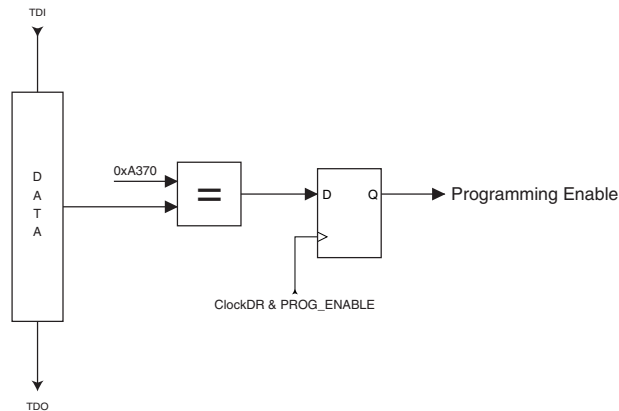 TDI
D
A
T
A
0xA370
=
D Q
Programming Enable
ClockDR & PROG_ENABLE
TDO